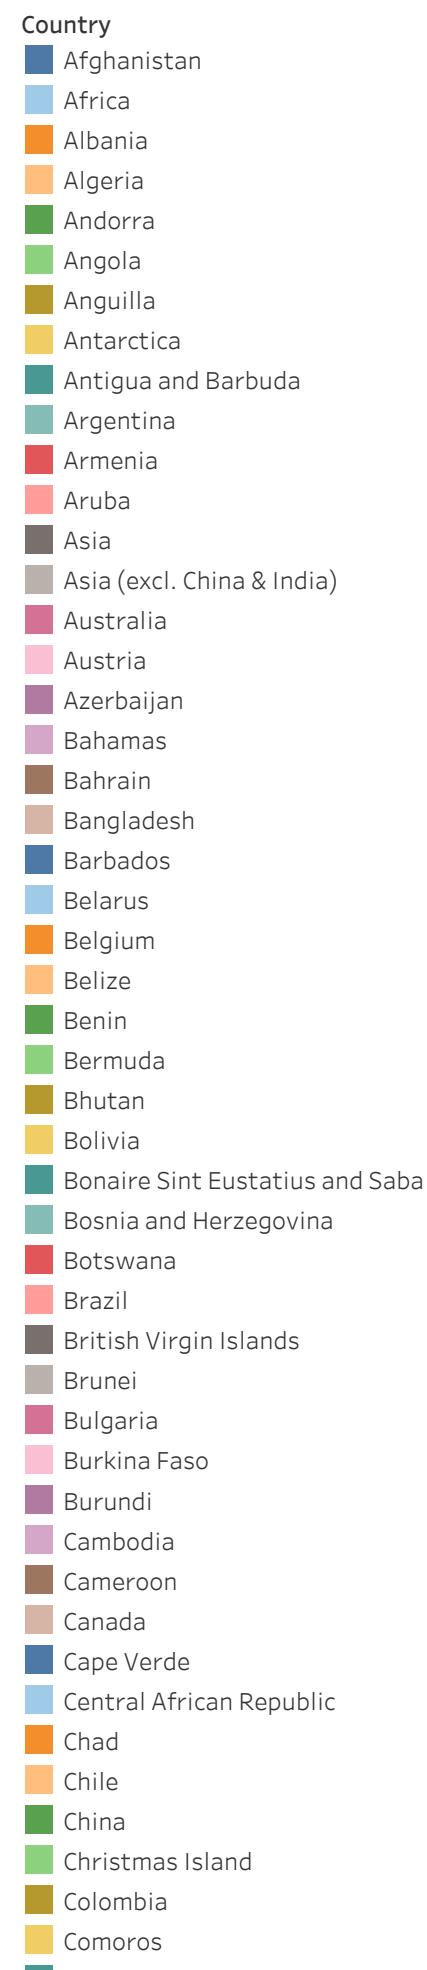 Country
Afghanistan
Africa
Albania
Algeria
Andorra
Angola
Anguilla
Antarctica
Antigua and Barbuda
Argentina
Armenia
Aruba
Asia
Asia (excl. China & India)
Australia
Austria
Azerbaijan
Bahamas
Bahrain
Bangladesh
Barbados
Belarus
Belgium
Belize
Benin
Bermuda
Bhutan
Bolivia
Bonaire Sint Eustatius and Saba
Bosnia and Herzegovina
Botswana
Brazil
British Virgin Islands
Brunei
Bulgaria
Burkina Faso
Burundi
Cambodia
Cameroon
Canada
Cape Verde
Central African Republic
Chad
Chile
China
Christmas Island
Colombia
Comoros